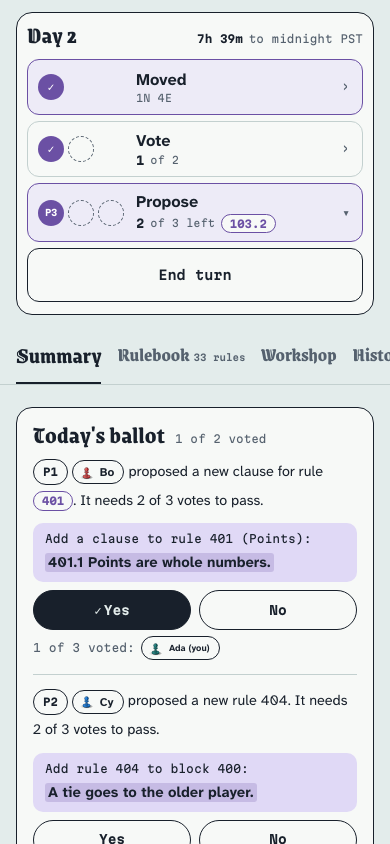 Day 2 7h 39m to midnight PST
✓ Moved ›
1N 4E
✓ Vote ›
1 of 2
P3 Propose ▾
2 of 3 left 103.2
End turn
Summary Rulebook 33 rules Workshop Histo
Today's ballot 1 of 2 voted
P1 Bo proposed a new clause for rule
401. It needs 2 of 3 votes to pass.
Add a clause to rule 401 (Points):
401.1 Points are whole numbers.
✓Yes No
1 of 3 voted: Ada (you)
P2 Cy proposed a new rule 404. It needs
2 of 3 votes to pass.
Add rule 404 to block 400:
A tie goes to the older player.
Yes No